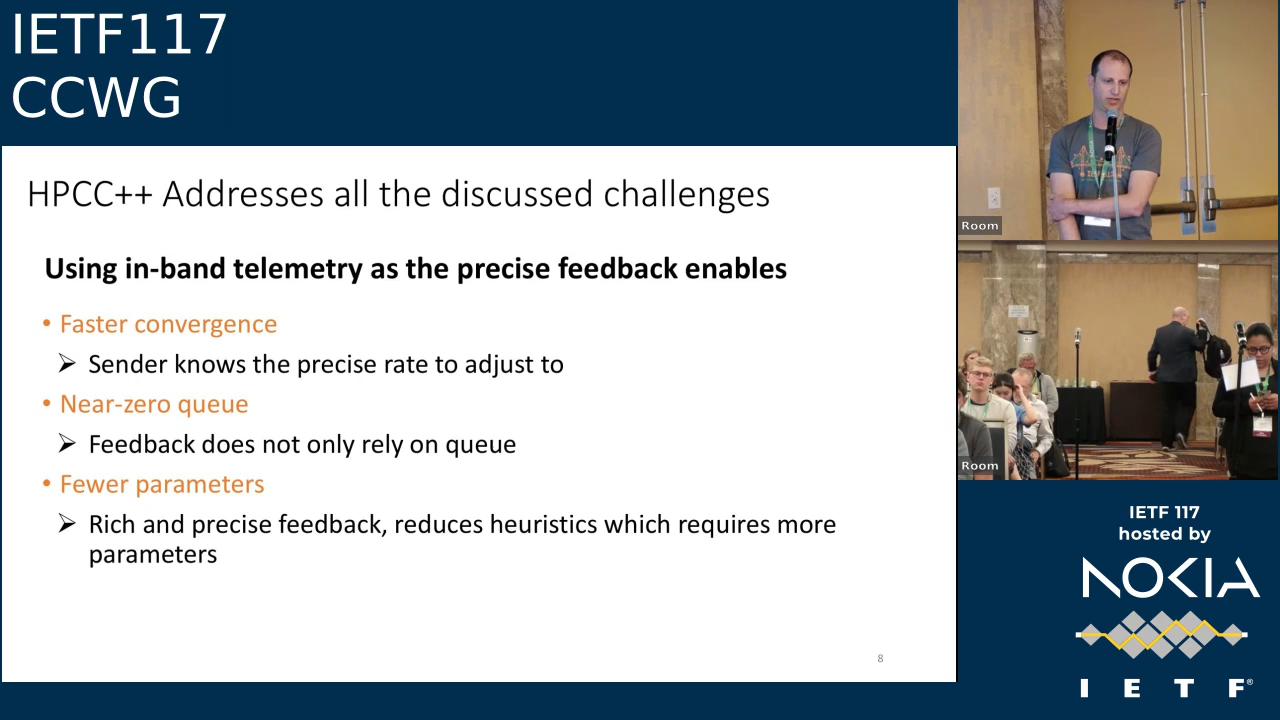 IETF117
CCWG
HPCC++ Addresses all the discussed challenges
Using in-band telemetry as the precise feedback enables
• Faster convergence
➢ Sender knows the precise rate to adjust to
• Near-zero queue
➢ Feedback does not only rely on queue
• Fewer parameters
➢ Rich and precise feedback, reduces heuristics which requires more
parameters
8
Room
Room
IETF 117
hosted by
NOKIA
I E T F®